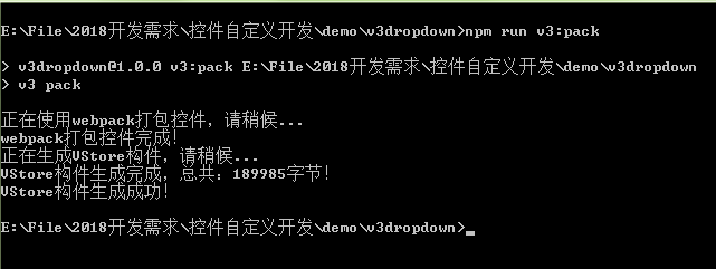 E:\File\2018开发需求\控件自定义开发\demo\v3dropdown>npm run v3:pack
> v3dropdown@1.0.0 v3:pack E:\File\2018开发需求\控件自定义开发\demo\v3dropdown
> v3 pack
正在使用webpack打包控件，请稍候...
webpack打包控件完成!
正在生成VStore构件，请稍候...
VStore构件生成完成，总共：189985字节!
VStore构件生成成功!
E:\File\2018开发需求\控件自定义开发\demo\v3dropdown>_